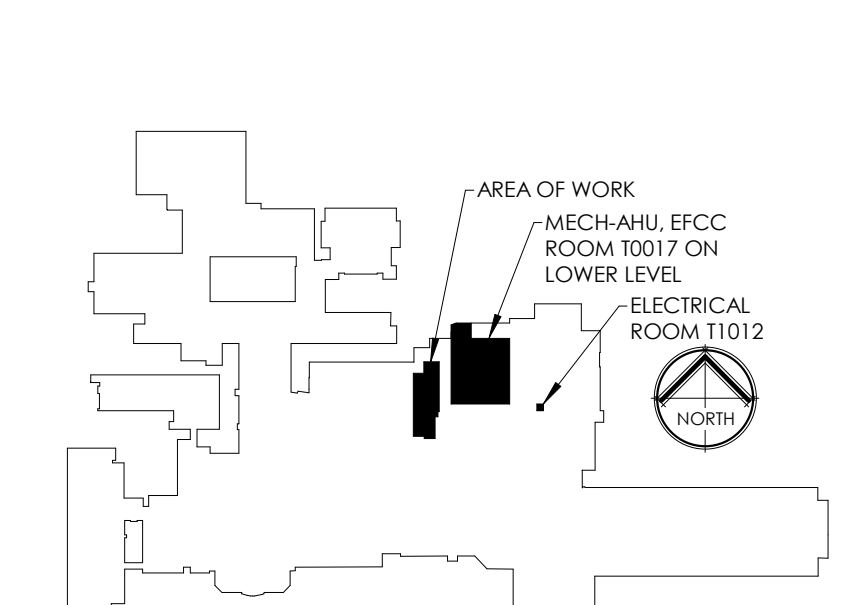 AREA OF WORK
MECH-AHU, EFCC
ROOM T0017 ON
LOWER LEVEL
ELECTRICAL
ROOM T1012
NORTH